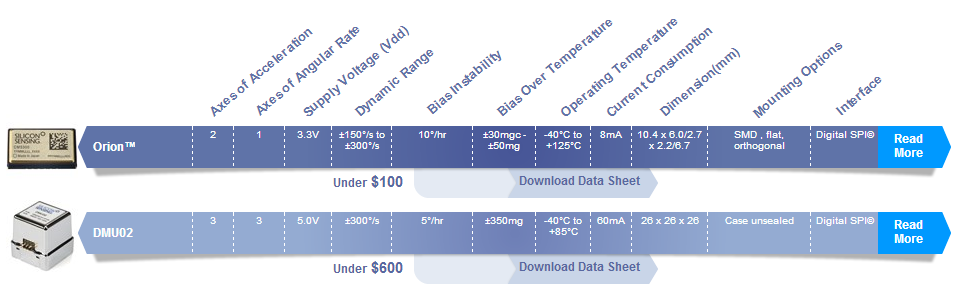 Axes of Acceleration
Axes of Angular Rate
Supply Voltage (Vdd)
Dynamic Range
Bias Instability
Bias Over Temperature
Operating Temperature
Current Consumption
Dimension(mm)
Mounting Options
Interface
SILICON
SENSING
Orion™
2
1
3.3V
±150°/s to
±300°/s
10°/hr
±30mgc -
±50mg
-40°C to
+125°C
8mA
10.4 x 6.0/2.7
x 2.2/6.7
SMD , flat,
orthogonal
Digital SPI©
Read
More
Under $100
Download Data Sheet
DMU02
3
3
5.0V
±300°/s
5°/hr
±350mg
-40°C to
+85°C
60mA
26 x 26 x 26
Case unsealed
Digital SPI©
Read
More
Under $600
Download Data Sheet